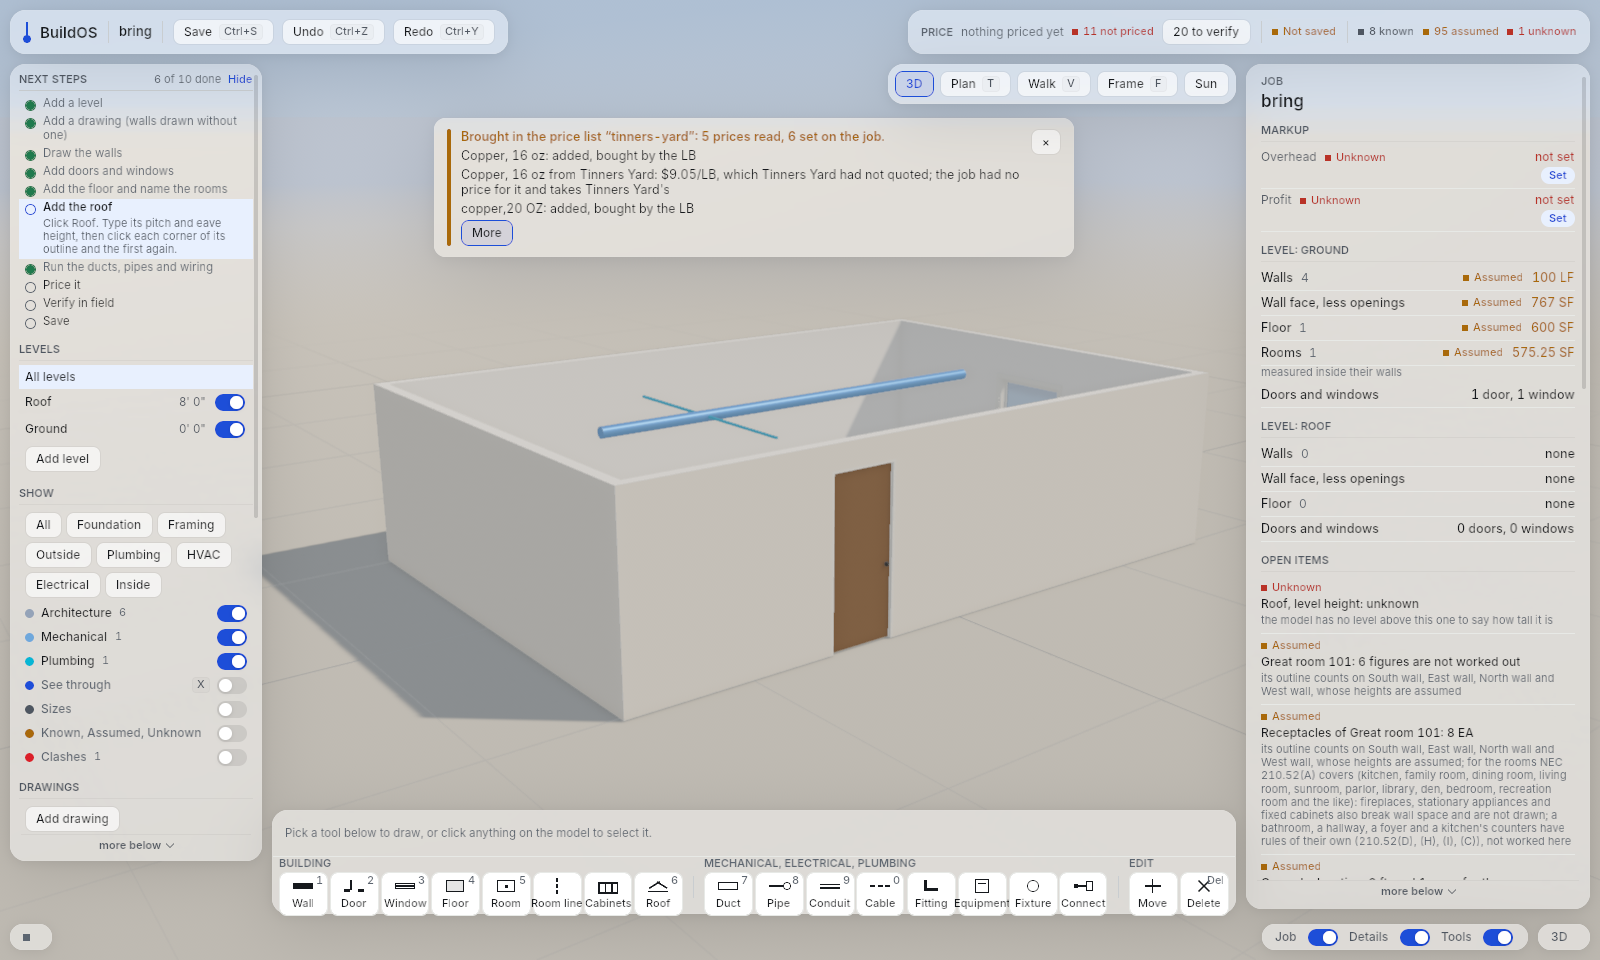 BuildOS
bring
Save Ctrl+S
Undo Ctrl+Z
Redo Ctrl+Y
PRICE nothing priced yet 11 not priced 20 to verify Not saved 8 known 95 assumed 1 unknown
NEXT STEPS 6 of 10 done Hide
Add a level
Add a drawing (walls drawn without
one)
Draw the walls
Add doors and windows
Add the floor and name the rooms
Add the roof
Click Roof. Type its pitch and eave
height, then click each corner of its
outline and the first again.
Run the ducts, pipes and wiring
Price it
Verify in field
Save
LEVELS
All levels
Roof 8' 0"
Ground 0' 0"
Add level
SHOW
All Foundation Framing
Outside Plumbing HVAC
Electrical Inside
Architecture 6
Mechanical 1
Plumbing 1
See through X
Sizes
Known, Assumed, Unknown
Clashes 1
DRAWINGS
Add drawing
more below
3D Plan T Walk V Frame F Sun
Brought in the price list “tinners-yard”: 5 prices read, 6 set on the job.
×
Copper, 16 oz: added, bought by the LB
Copper, 16 oz from Tinners Yard: $9.05/LB, which Tinners Yard had not quoted; the job had no
price for it and takes Tinners Yard's
copper,20 OZ: added, bought by the LB
More
Pick a tool below to draw, or click anything on the model to select it.
BUILDING MECHANICAL, ELECTRICAL, PLUMBING EDIT
1 2 3 4 5 6 7 8 9 0 Del
Wall Door Window Floor Room Room line Cabinets Roof Duct Pipe Conduit Cable Fitting Equipment Fixture Connect Move Delete
JOB
bring
MARKUP
Overhead Unknown not set
Set
Profit Unknown not set
Set
LEVEL: GROUND
Walls 4 Assumed 100 LF
Wall face, less openings Assumed 767 SF
Floor 1 Assumed 600 SF
Rooms 1 Assumed 575.25 SF
measured inside their walls
Doors and windows 1 door, 1 window
LEVEL: ROOF
Walls 0 none
Wall face, less openings none
Floor 0 none
Doors and windows 0 doors, 0 windows
OPEN ITEMS
Unknown
Roof, level height: unknown
the model has no level above this one to say how tall it is
Assumed
Great room 101: 6 figures are not worked out
its outline counts on South wall, East wall, North wall and
West wall, whose heights are assumed
Assumed
Receptacles of Great room 101: 8 EA
its outline counts on South wall, East wall, North wall and
West wall, whose heights are assumed; for the rooms NEC
210.52(A) covers (kitchen, family room, dining room, living
room, sunroom, parlor, library, den, bedroom, recreation
room and the like): fireplaces, stationary appliances and
fixed cabinets also break wall space and are not drawn; a
bathroom, a hallway, a foyer and a kitchen's counters have
rules of their own (210.52(D), (H), (I), (C)), not worked here
Assumed
more below
Job Details Tools 3D